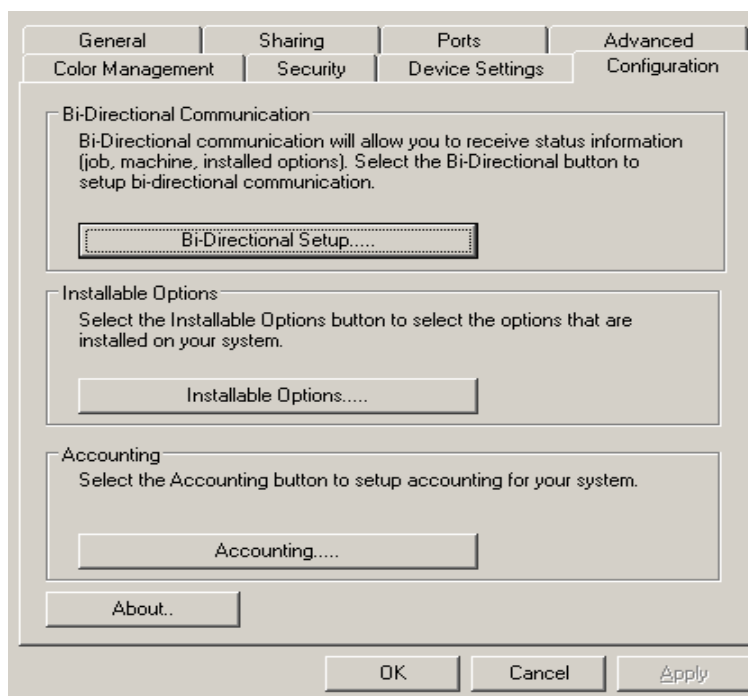 General Sharing Ports Advanced
Color Management Security Device Settings Configuration
Bi-Directional Communication
Bi-Directional communication will allow you to receive status information
(job, machine, installed options). Select the Bi-Directional button to
setup bi-directional communication.
Bi-Directional Setup.....
Installable Options
Select the Installable Options button to select the options that are
installed on your system.
Installable Options.....
Accounting
Select the Accounting button to setup accounting for your system.
Accounting.....
About..
OK Cancel Apply